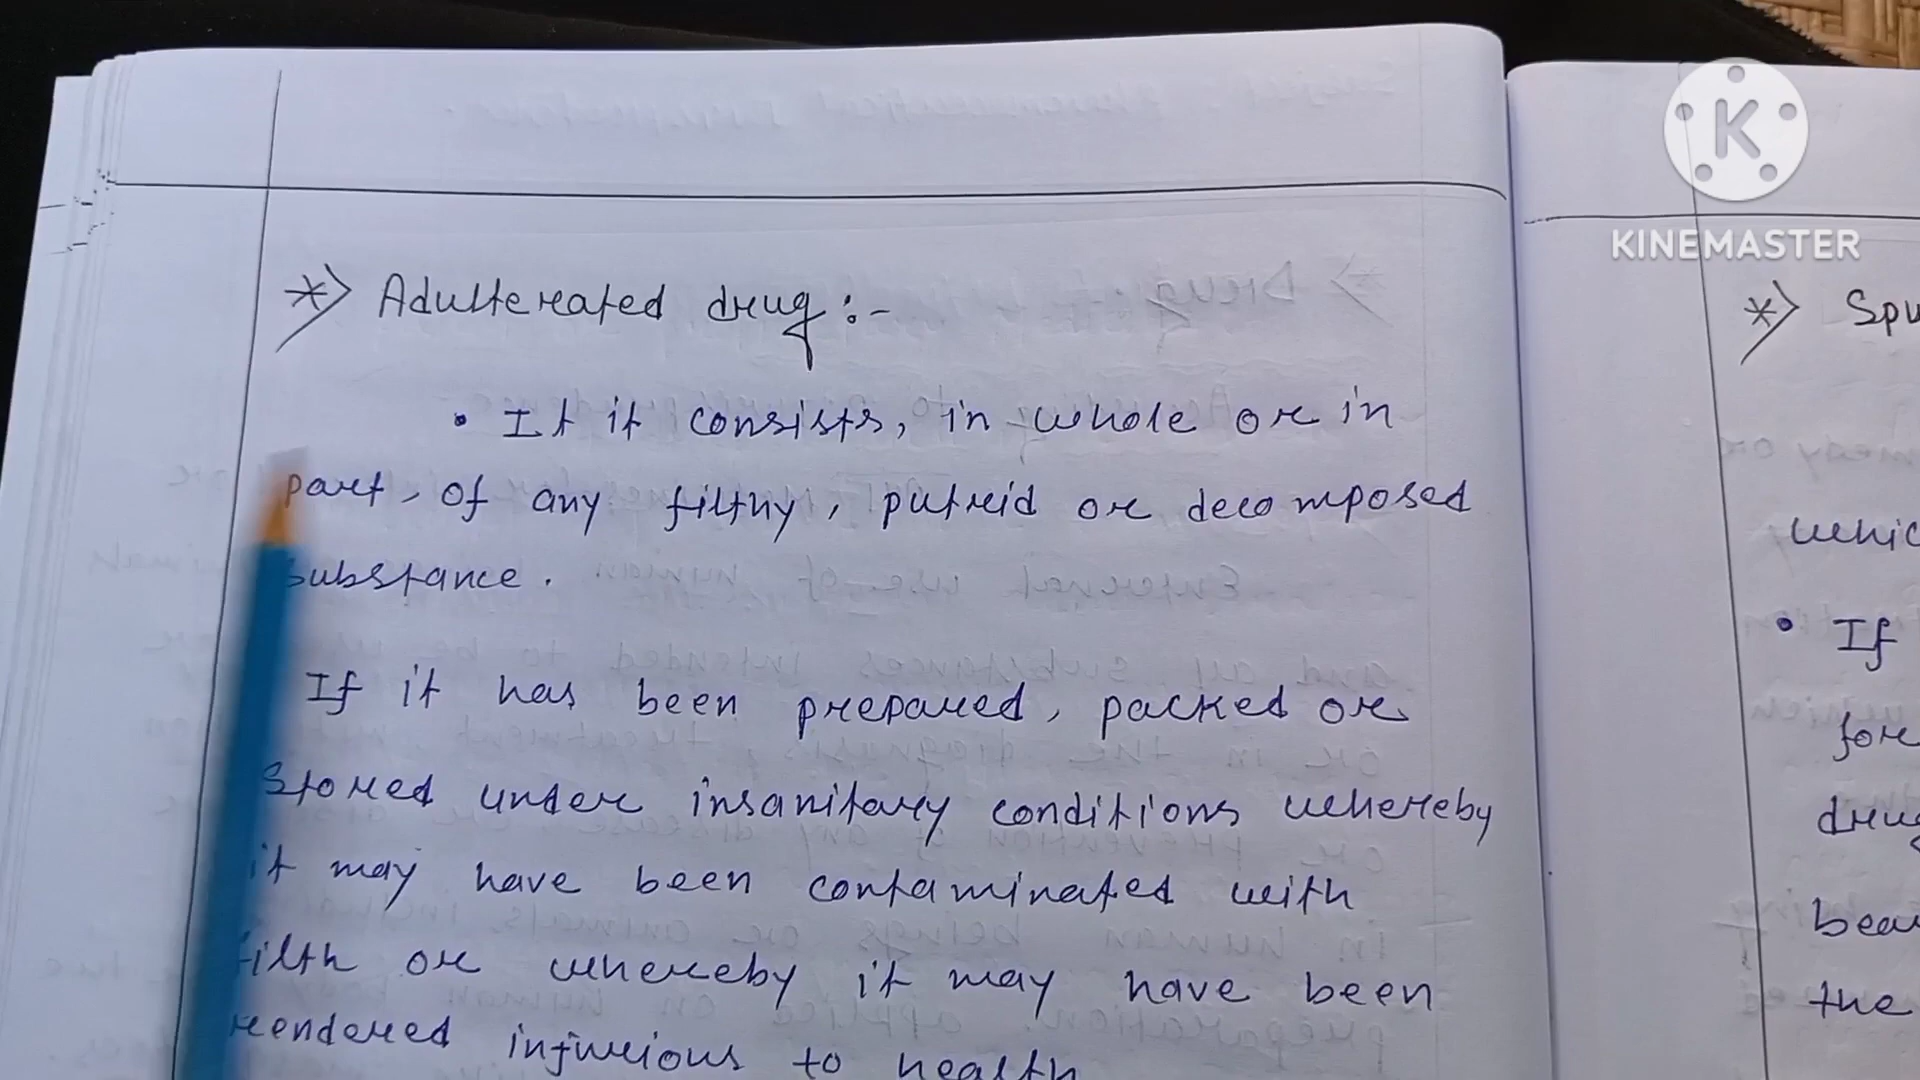 *> Adulterated drug :-
• If it consists, in whole or in
part, of any filthy, putrid or decomposed
substance.
If it has been prepared, packed or
stored under insanitary conditions whereby
it may have been contaminated with
filth or whereby it may have been
rendered injurious to health
*> Spu
whic
• If
for
drug
bear
the
KINEMASTER